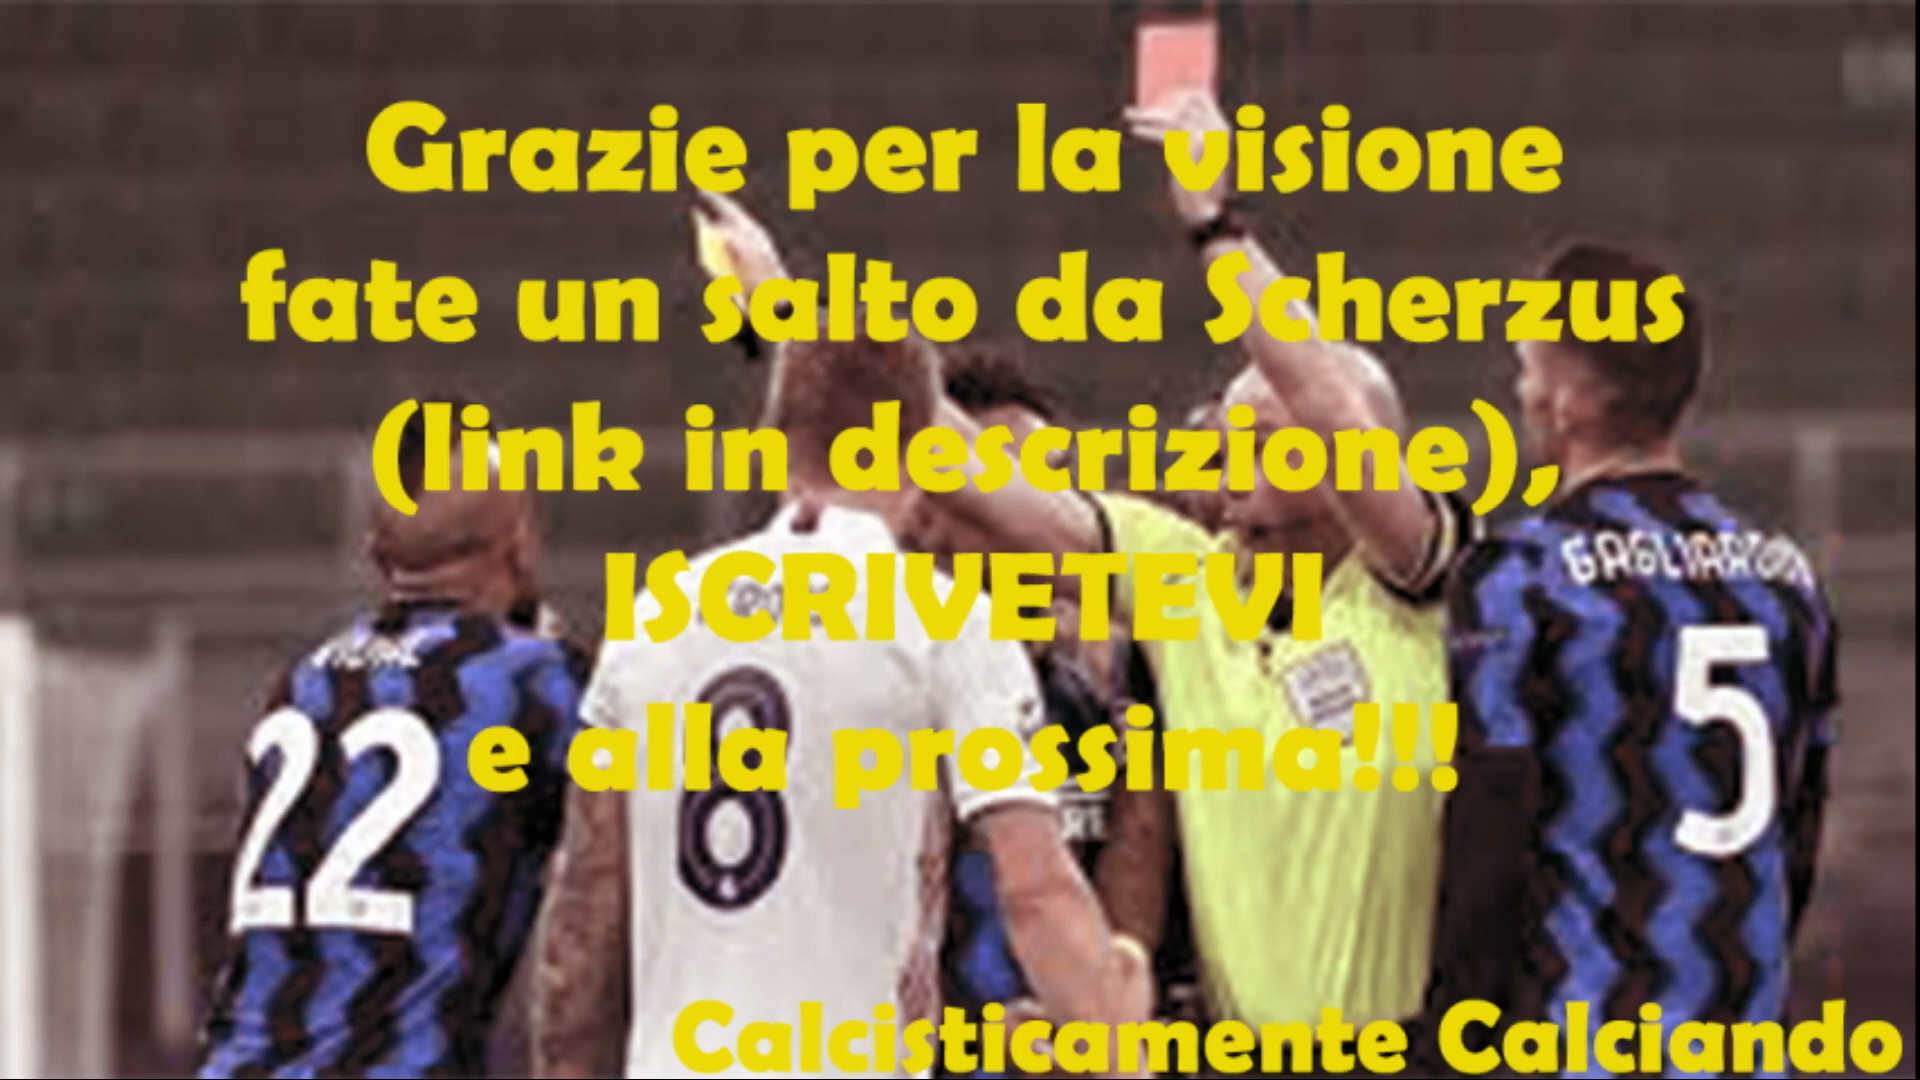 Grazie per la visione
fate un salto da Scherzus
(link in descrizione),
ISCRIVETEVI
e alla prossima!!!
22
8
5
Calcisticamente Calciando